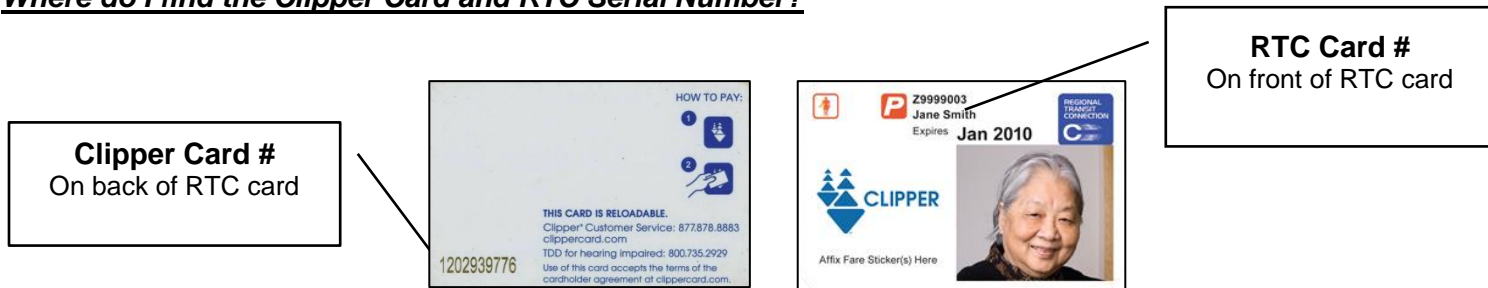 Where do I find the Clipper Card and RTC Serial Number?
RTC Card #
On front of RTC card
Clipper Card #
On back of RTC card
HOW TO PAY:
1
2
THIS CARD IS RELOADABLE.
Clipper® Customer Service: 877.878.8883
clippercard.com
TDD for hearing impaired: 800.735.2929
Use of this card accepts the terms of the
cardholder agreement at clippercard.com.
1202939776
P
Z9999003
Jane Smith
Expires Jan 2010
REGIONAL
TRANSIT
CONNECTION
C
CLIPPER
Affix Fare Sticker(s) Here